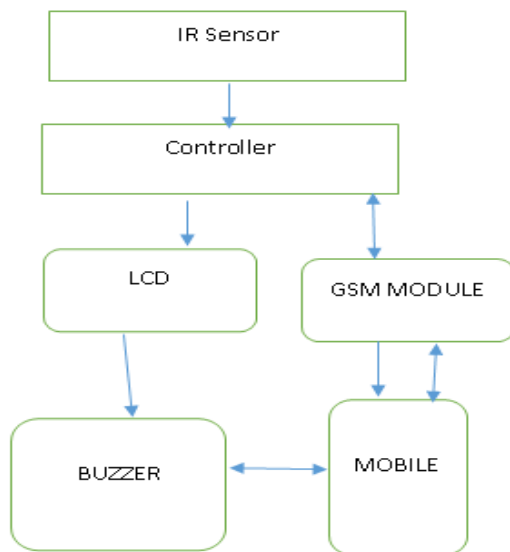 IR Sensor
Controller
LCD
GSM MODULE
BUZZER
MOBILE